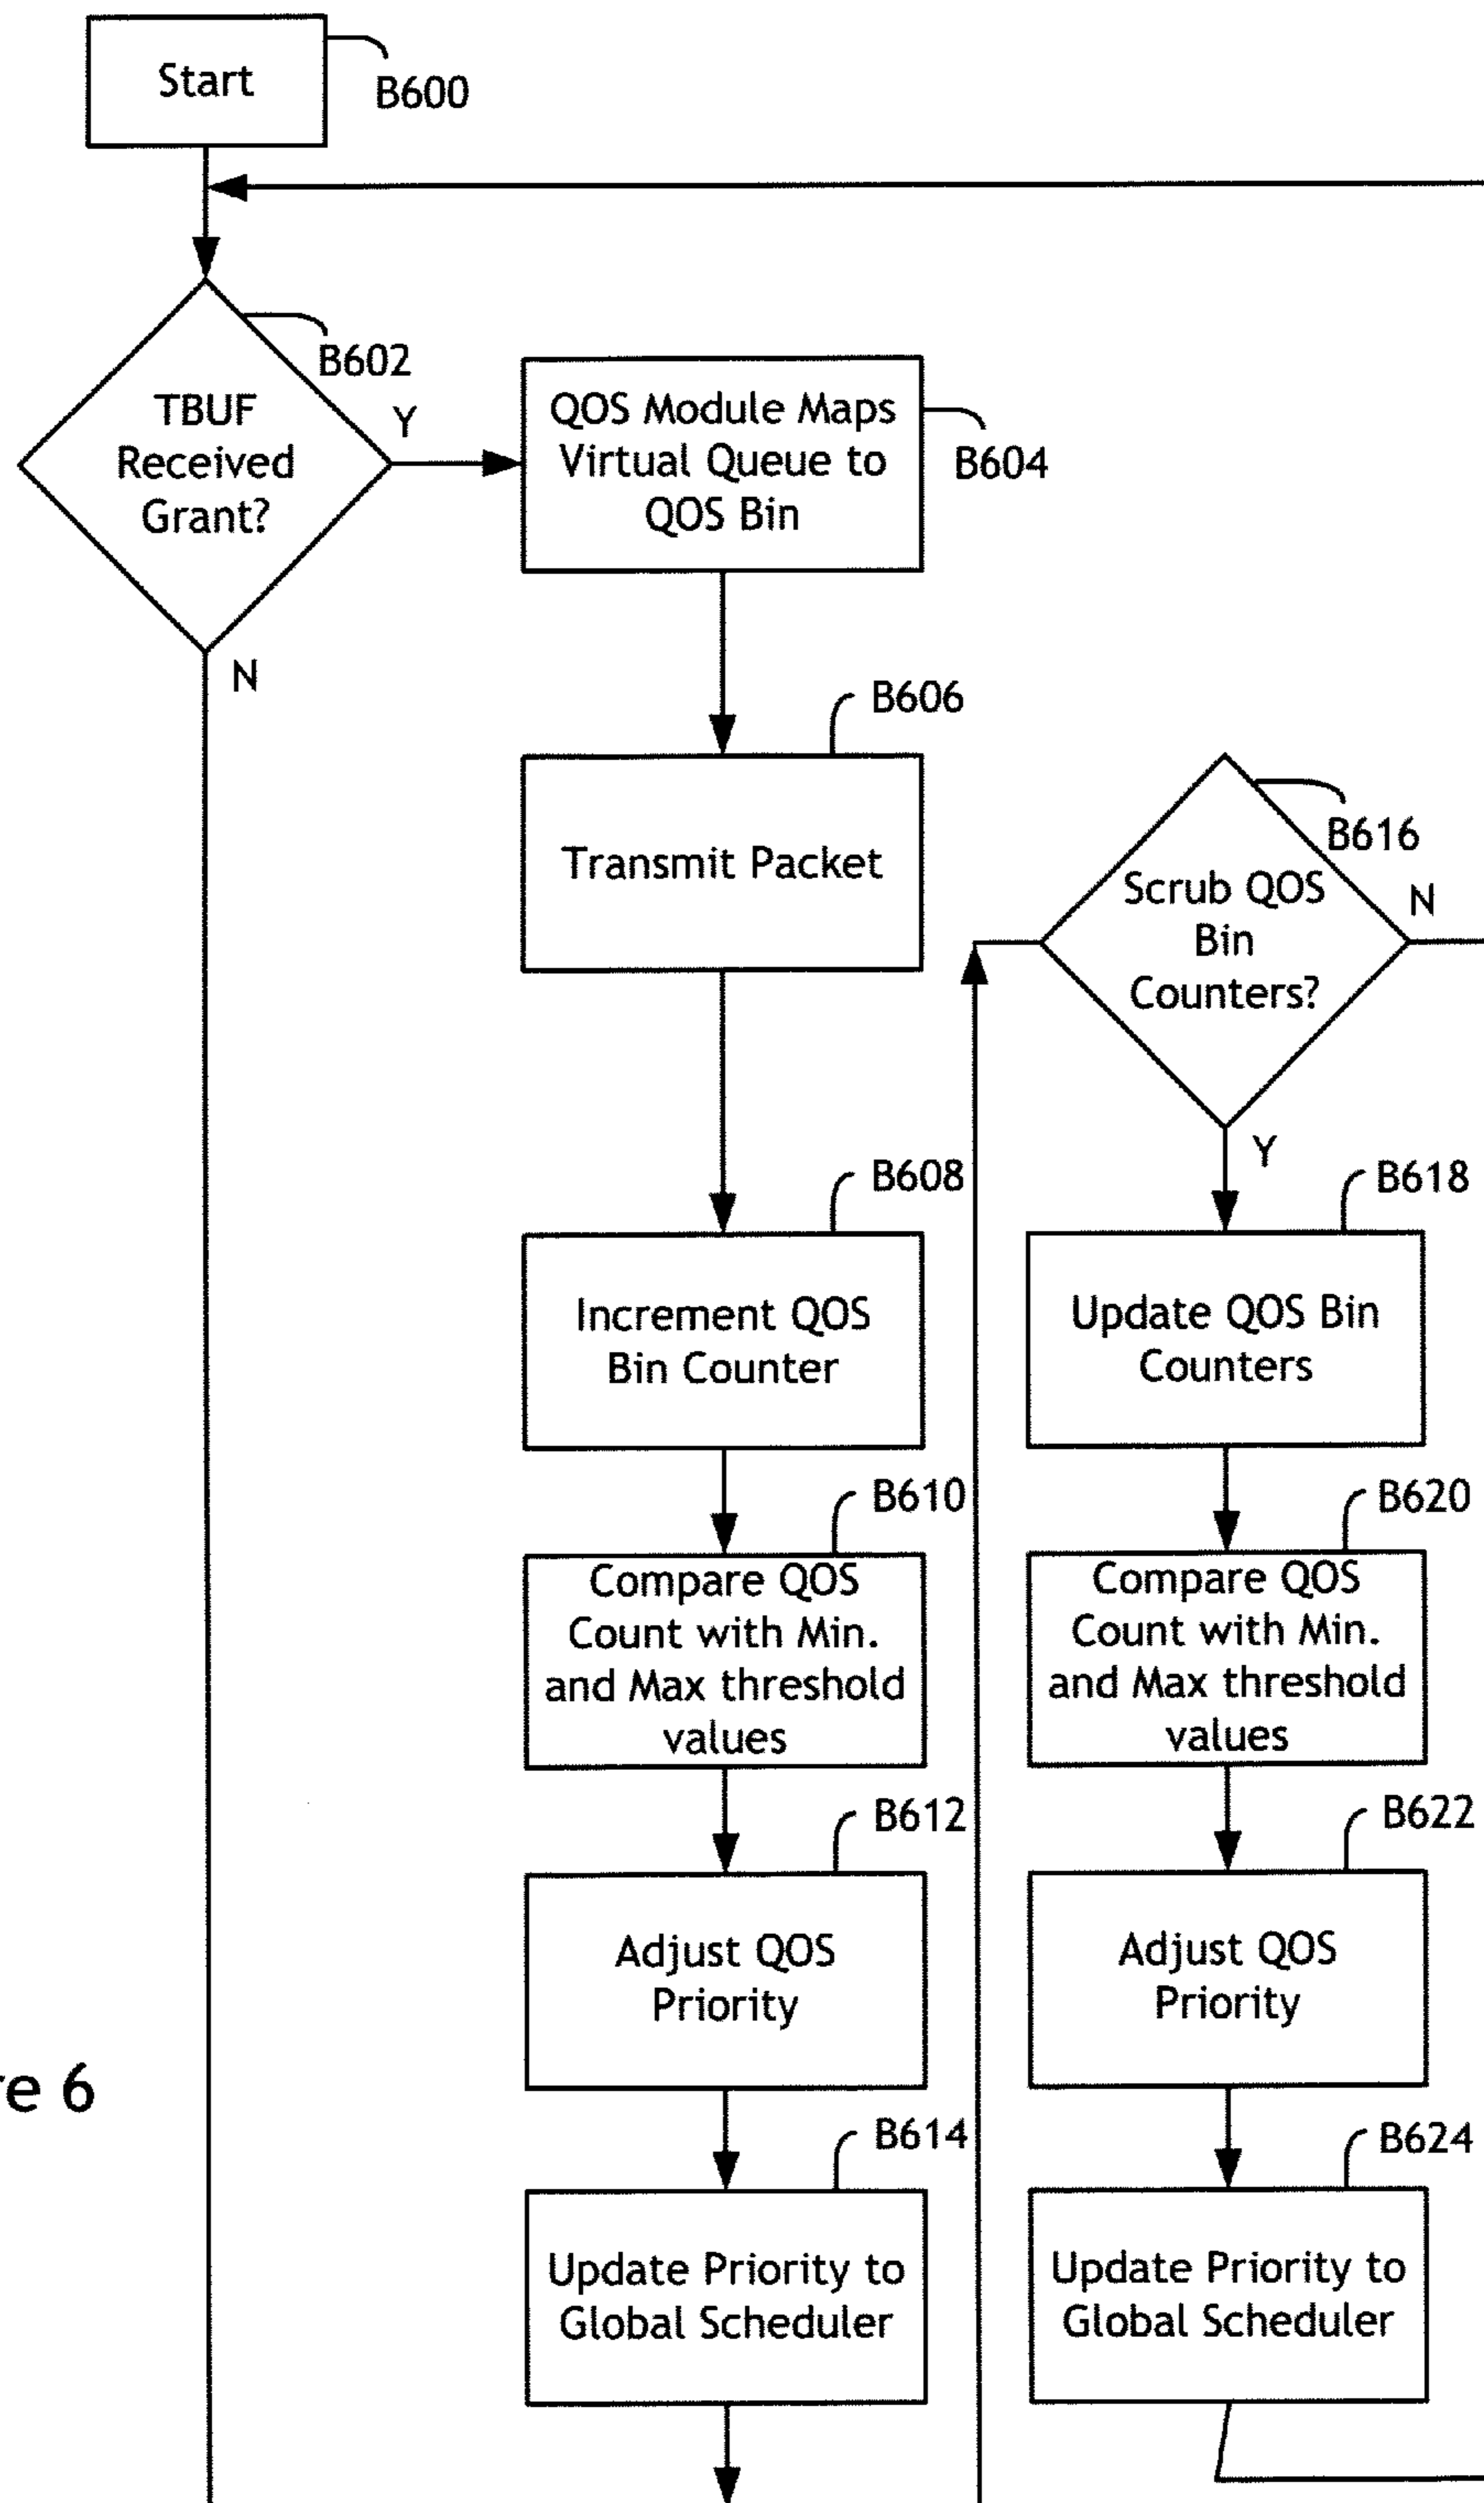 Start
B600
B602
TBUF
Received
Grant?
Y
N
QOS Module Maps
Virtual Queue to
QOS Bin
B604
B606
Transmit Packet
B608
Increment QOS
Bin Counter
B610
Compare QOS
Count with Min.
and Max threshold
values
B612
Adjust QOS
Priority
B614
Update Priority to
Global Scheduler
B616
Scrub QOS
Bin
Counters?
N
Y
B618
Update QOS Bin
Counters
B620
Compare QOS
Count with Min.
and Max threshold
values
B622
Adjust QOS
Priority
B624
Update Priority to
Global Scheduler
e 6